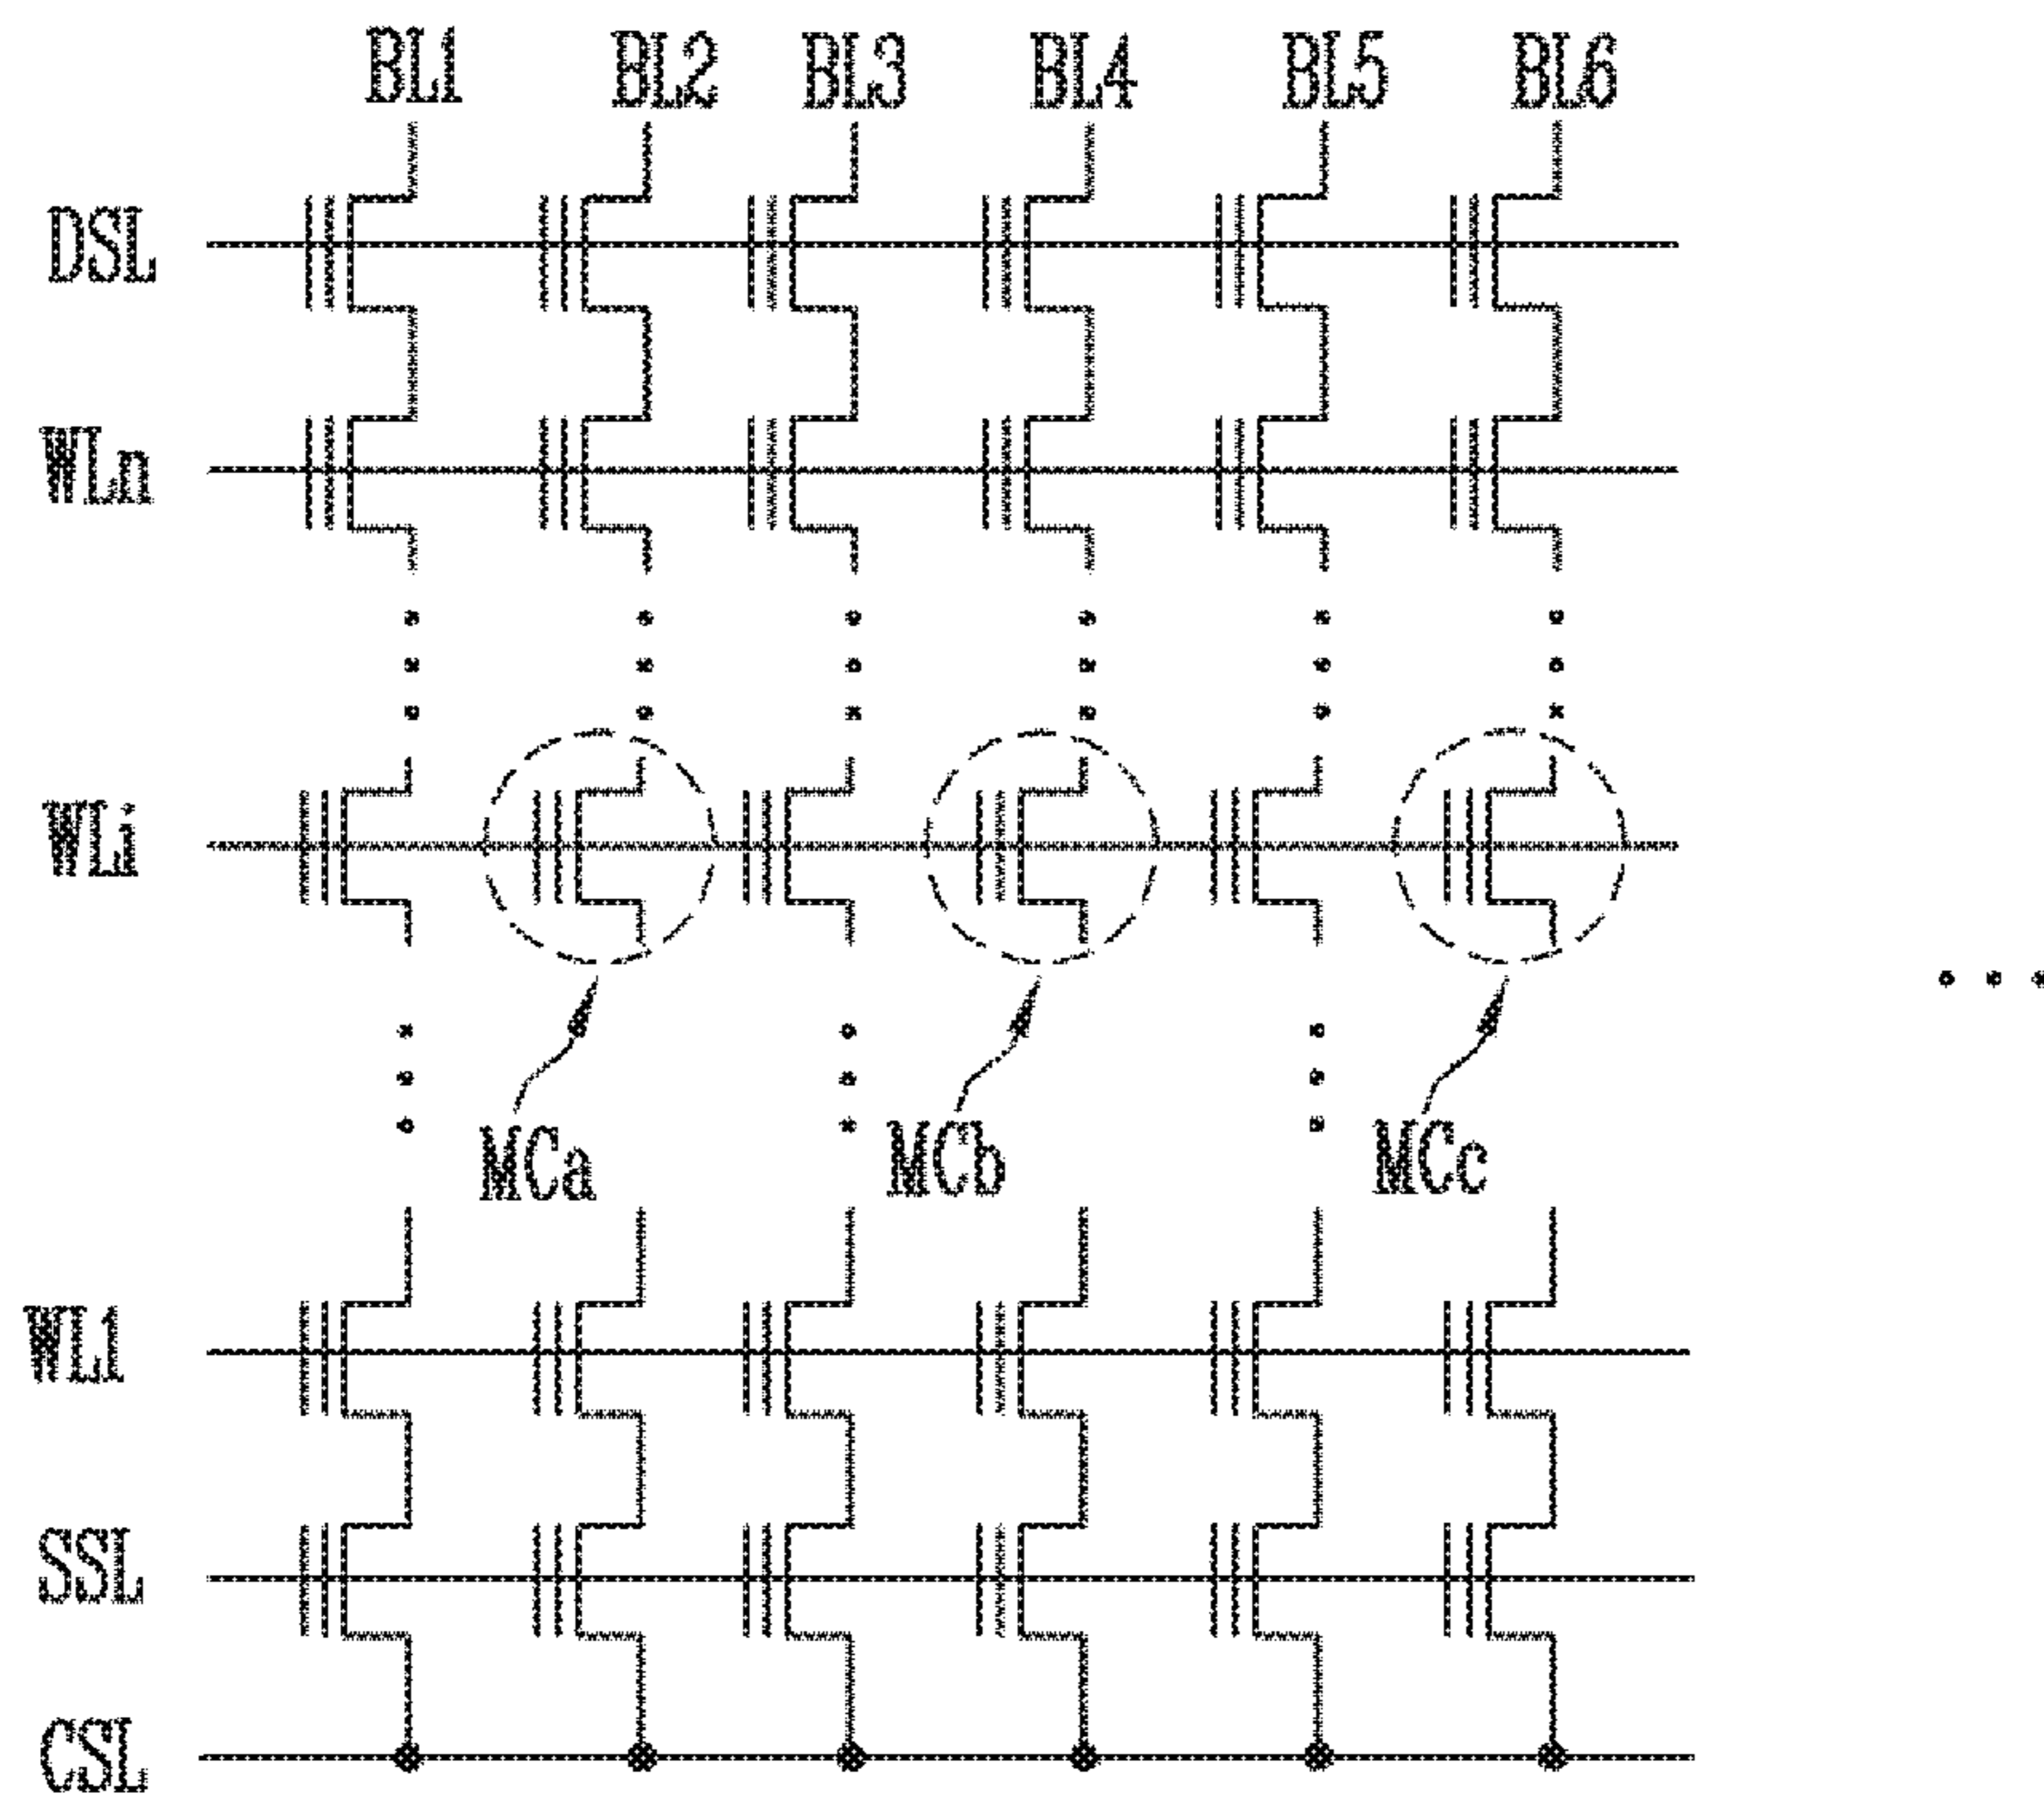 BL1 BL2 BL3 BL4 BL5 BL6
DSL
WLn
WLi
MCa MCb MCc
WL1
SSL
CSL